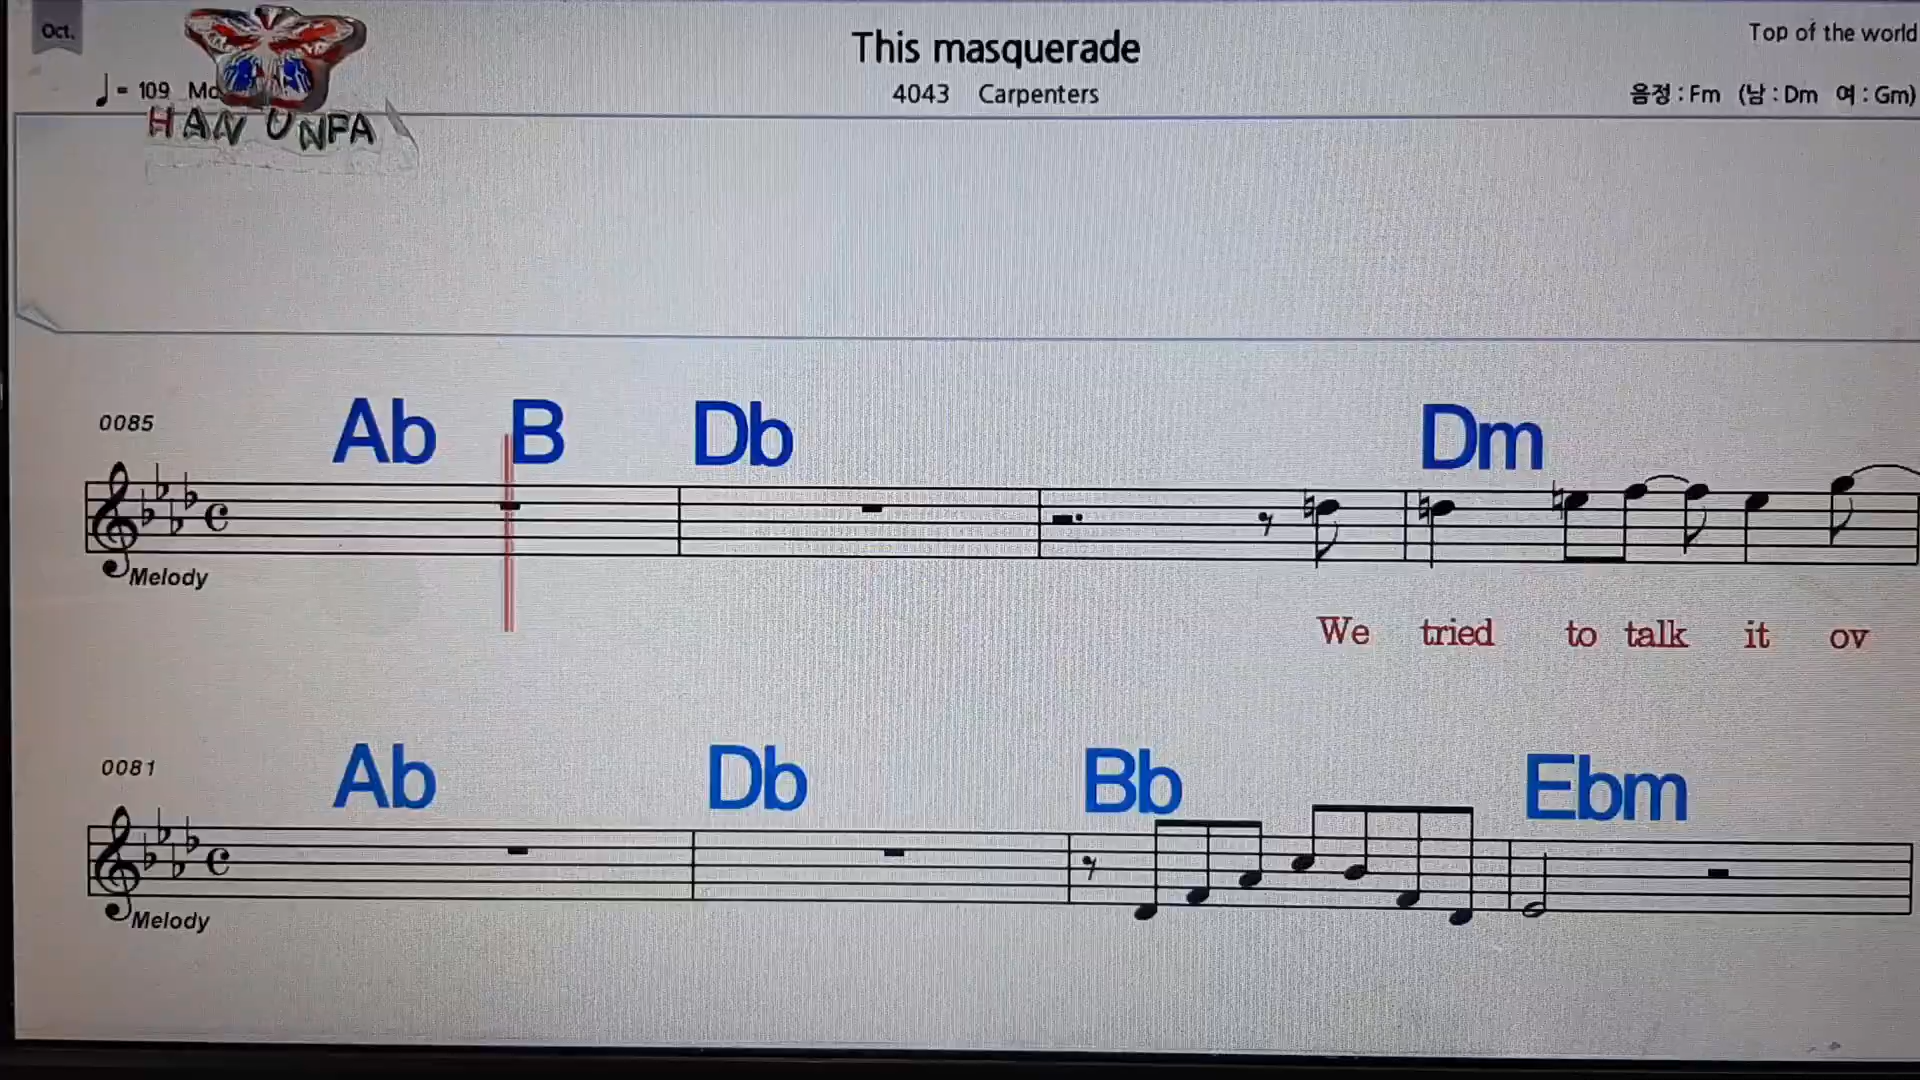 Oct.
This masquerade
Top of the world
= 109 Mo
4043 Carpenters
음정 : Fm (남 : Dm 여 : Gm)
HAN UNPA
0085
Ab B Db Dm
Melody
We tried to talk it ov
0081
Ab Db Bb Ebm
Melody